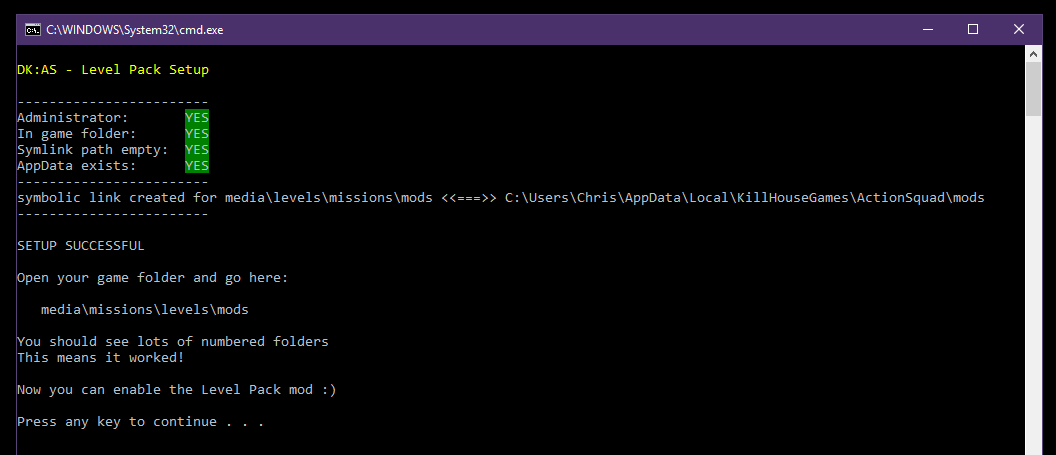 C:\WINDOWS\System32\cmd.exe
DK:AS - Level Pack Setup
------------------------
Administrator:       YES
In game folder:      YES
Symlink path empty:  YES
AppData exists:      YES
------------------------
symbolic link created for media\levels\missions\mods <<===>> C:\Users\Chris\AppData\Local\KillHouseGames\ActionSquad\mods
------------------------
SETUP SUCCESSFUL
Open your game folder and go here:
media\missions\levels\mods
You should see lots of numbered folders
This means it worked!
Now you can enable the Level Pack mod :)
Press any key to continue . . .